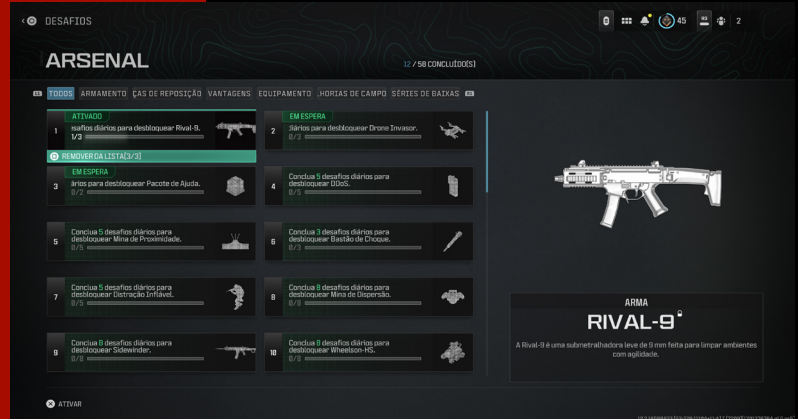 DESAFIOS
45
2
ARSENAL
12 / 58 CONCLUÍDO(S)
TODOS ARMAMENTO ÇAS DE REPOSIÇÃO VANTAGENS EQUIPAMENTO .HORIAS DE CAMPO SÉRIES DE BAIXAS
ATIVADO
1
safios diários para desbloquear Rival-9.
1/3
REMOVER DA LISTA[3/3]
EM ESPERA
2
diários para desbloquear Drone Invasor.
0/3
EM ESPERA
3
ários para desbloquear Pacote de Ajuda.
0/2
4
Conclua 5 desafios diários para
desbloquear DDoS.
0/5
5
Conclua 5 desafios diários para
desbloquear Mina de Proximidade.
0/5
6
Conclua 3 desafios diários para
desbloquear Bastão de Choque.
0/3
7
Conclua 5 desafios diários para
desbloquear Distração Inflável.
0/5
8
Conclua 8 desafios diários para
desbloquear Mina de Dispersão.
0/8
9
Conclua 8 desafios diários para
desbloquear Sidewinder.
0/8
10
Conclua 8 desafios diários para
desbloquear Wheelson-HS.
0/8
ARMA
RIVAL-9
A Rival-9 é uma submetralhadora leve de 9 mm feita para limpar ambientes
com agilidade.
ATIVAR